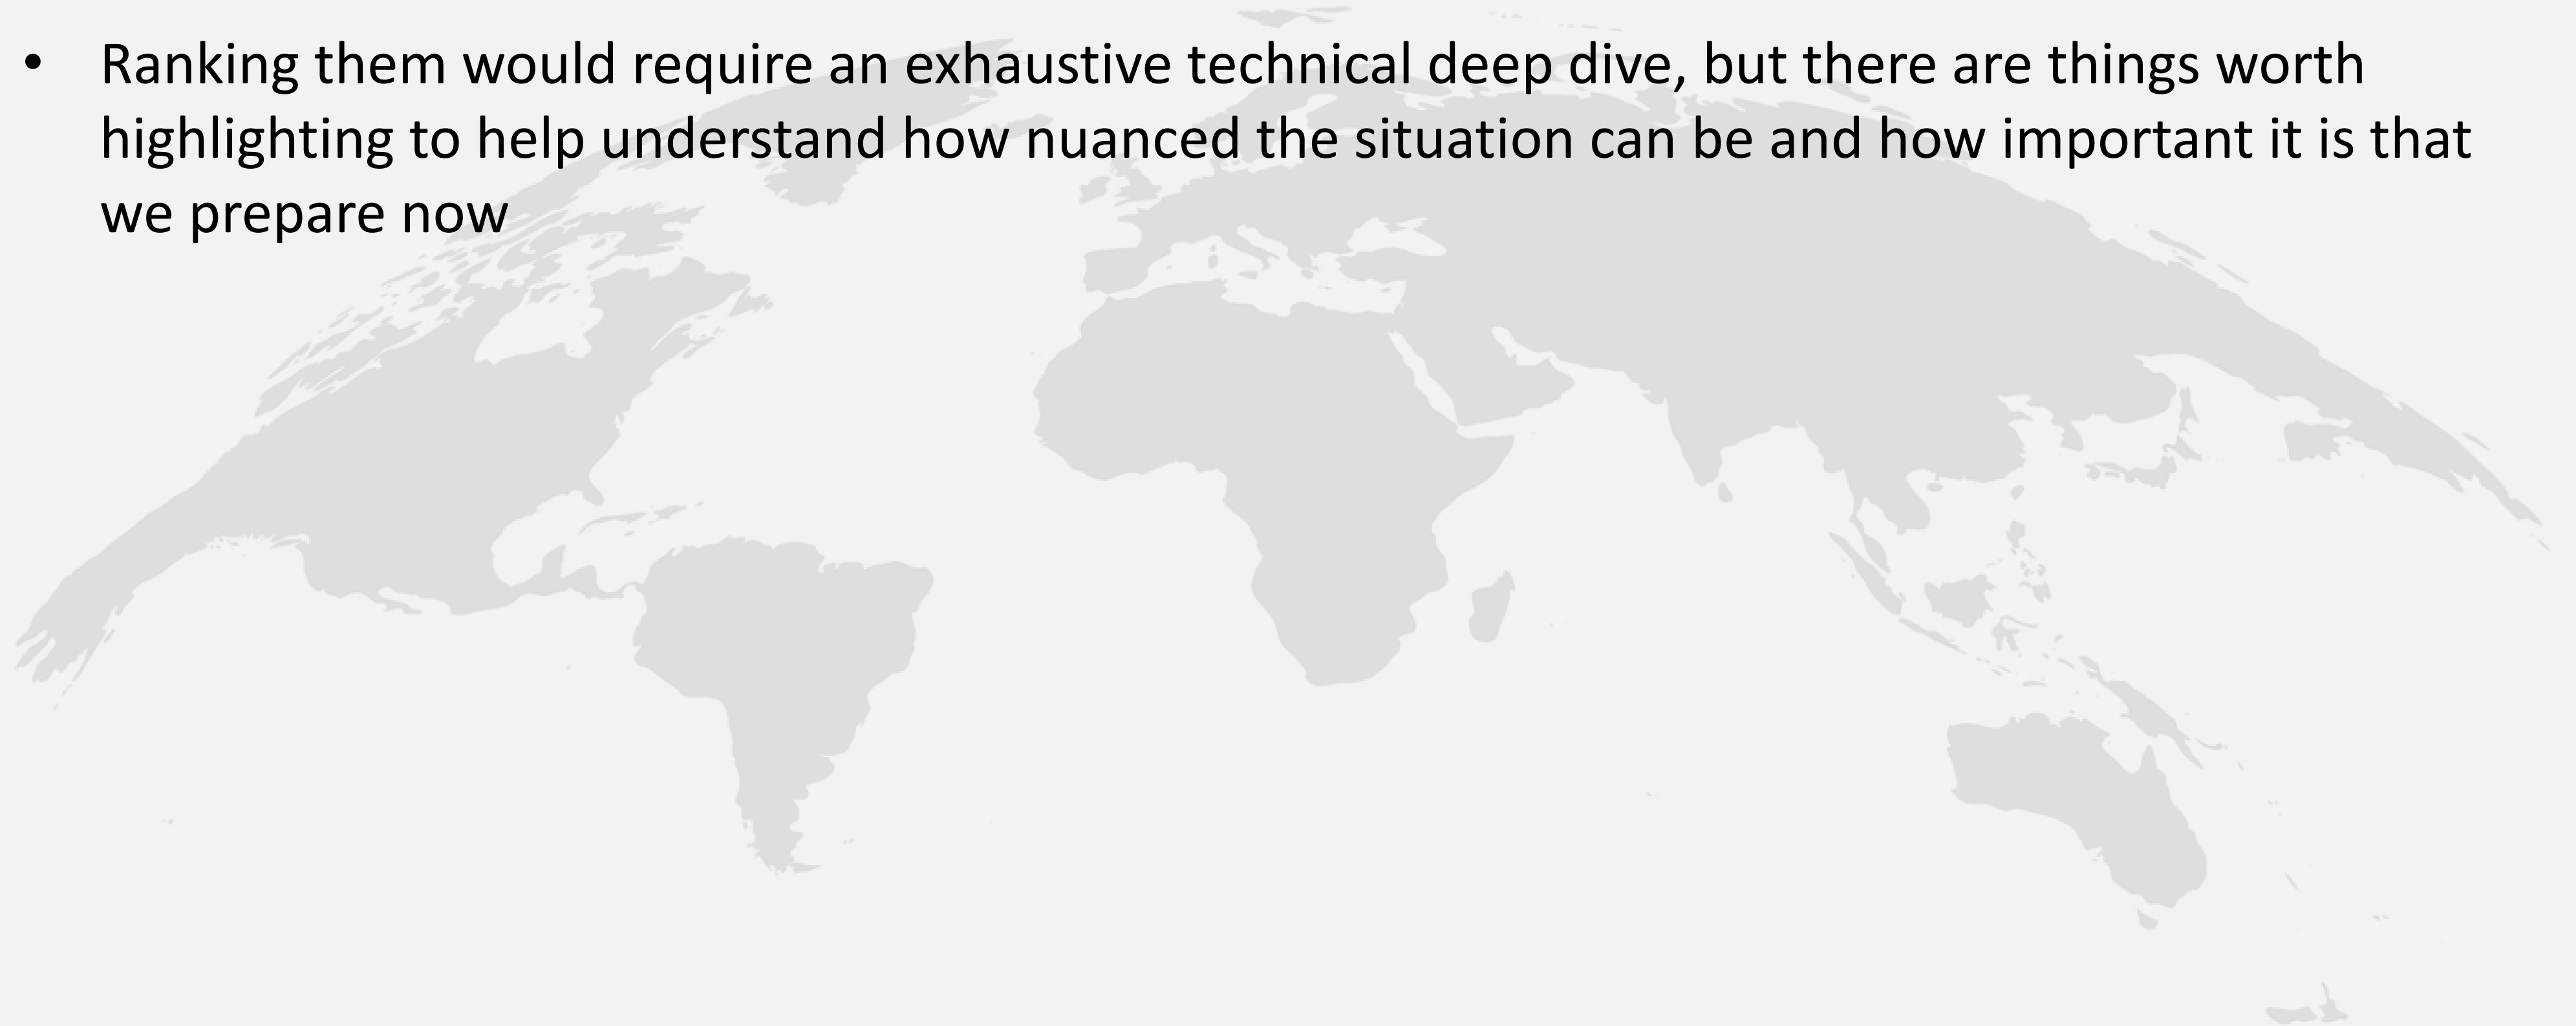 • Ranking them would require an exhaustive technical deep dive, but there are things worth
highlighting to help understand how nuanced the situation can be and how important it is that
we prepare now